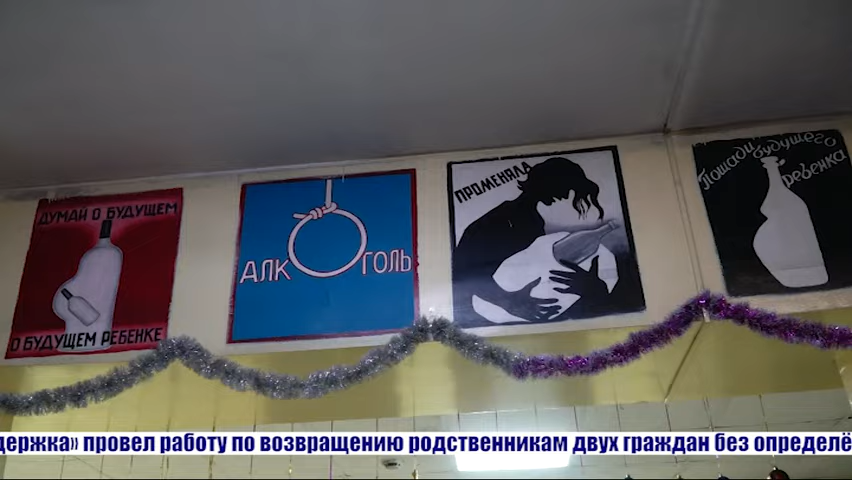 ДУМАЙ О БУДУЩЕМ
О БУДУЩЕМ РЕБЕНКЕ
АЛК ГОЛЬ
ПРОМЕНЯЛА
Пощади будущего
ребенка
держка» провел работу по возвращению родственникам двух граждан без определё